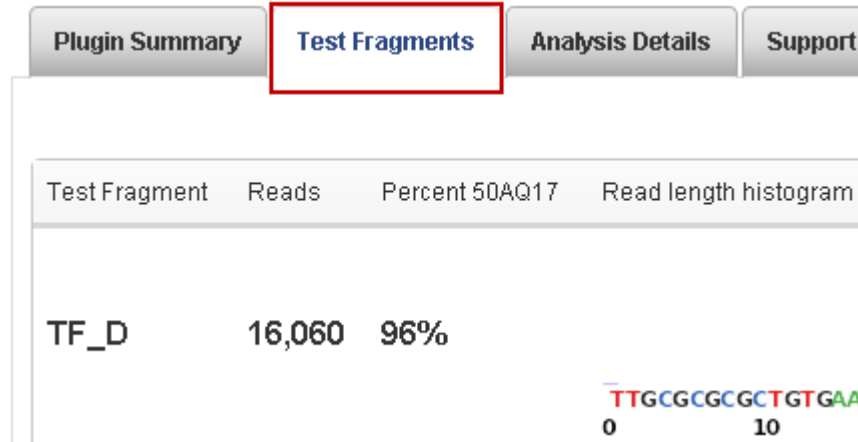 Plugin Summary Test Fragments Analysis Details Support
Test Fragment Reads Percent 50AQ17 Read length histogram
TF_D 16,060 96%
TTGCGCGCGCTGTGAA
0 10